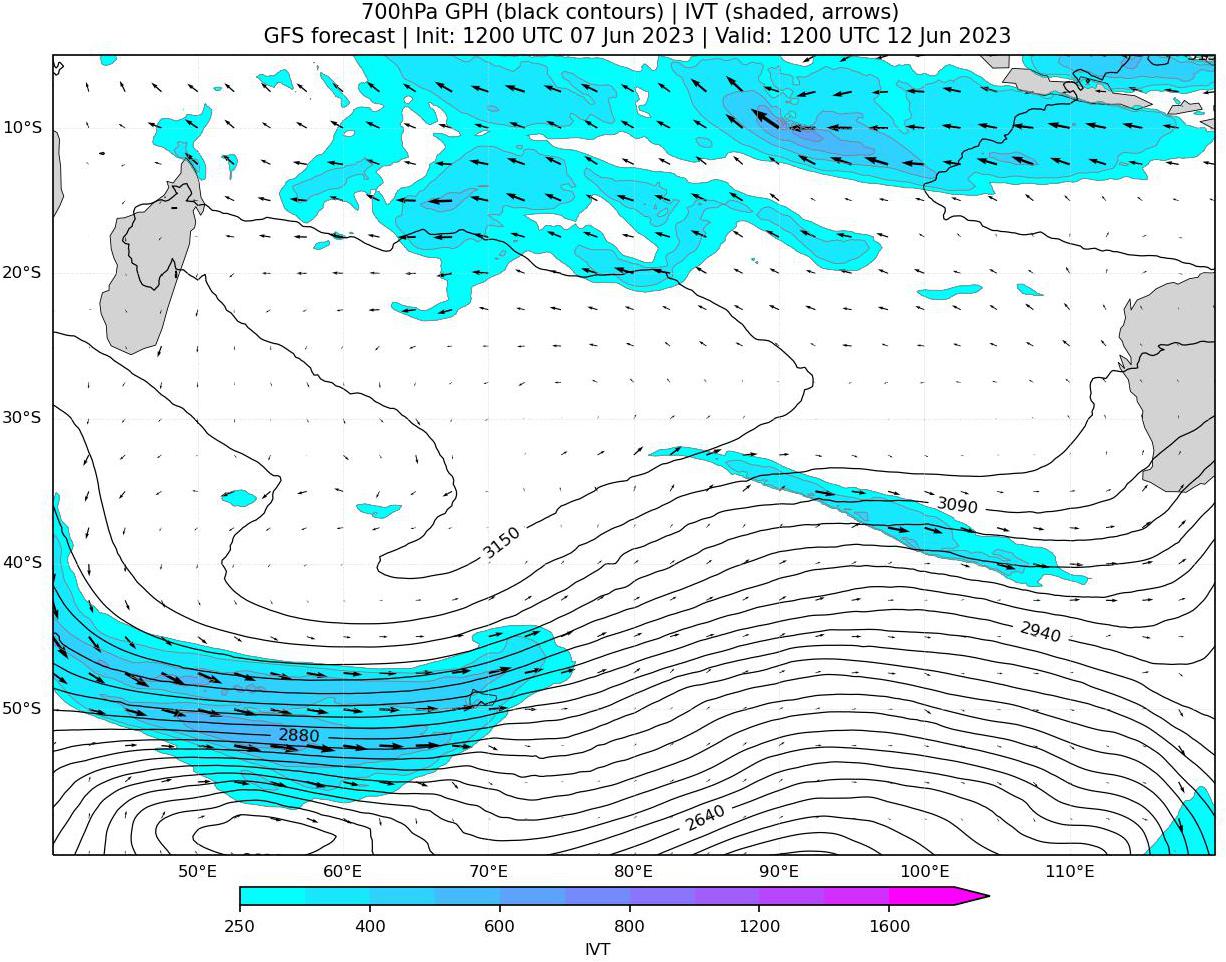 700hPa GPH (black contours) | IVT (shaded, arrows)
GFS forecast | Init: 1200 UTC 07 Jun 2023 | Valid: 1200 UTC 12 Jun 2023
10°S
20°S
30°S
3090
3150
40°S
2940
50°S
2880
2640
50°E 60°E 70°E 80°E 90°E 100°E 110°E
250 400 600 800 1200 1600
IVT